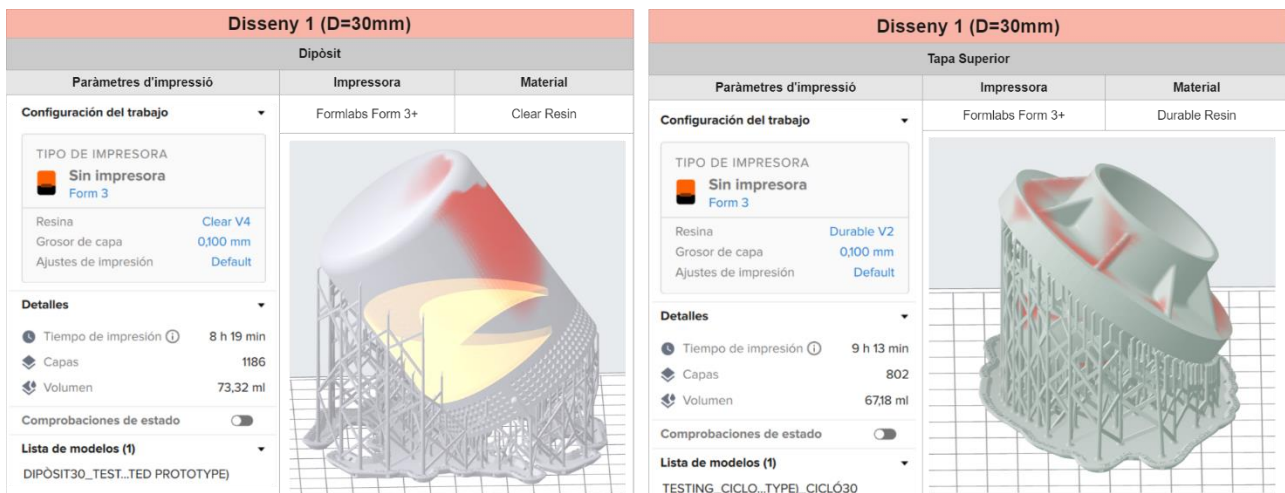 Disseny 1 (D=30mm)
Dipòsit
Paràmetres d'impressió
Impressora
Material
Configuración del trabajo
Formlabs Form 3+
Clear Resin
TIPO DE IMPRESORA
Sin impresora
Form 3
Resina Clear V4
Grosor de capa 0,100 mm
Ajustes de impresión Default
Detalles
Tiempo de impresión 8 h 19 min
Capas 1186
Volumen 73,32 ml
Comprobaciones de estado
Lista de modelos (1)
DIPÒSIT30_TEST...TED PROTOTYPE)
Disseny 1 (D=30mm)
Tapa Superior
Paràmetres d'impressió
Impressora
Material
Configuración del trabajo
Formlabs Form 3+
Durable Resin
TIPO DE IMPRESORA
Sin impresora
Form 3
Resina Durable V2
Grosor de capa 0,100 mm
Ajustes de impresión Default
Detalles
Tiempo de impresión 9 h 13 min
Capas 802
Volumen 67,18 ml
Comprobaciones de estado
Lista de modelos (1)
TESTING_CICLO...TYPE)_CICLÓ30